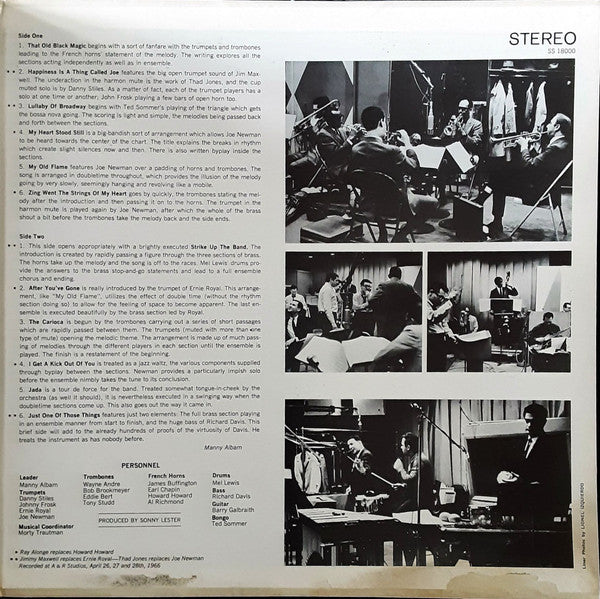 Side One
1. That Old Black Magic begins with a sort of fanfare with the trumpets and trombones
leading to the French horns' statement of the melody. The writing explores all the
sections acting independently as well as in ensemble.
•• 2. Happiness Is A Thing Called Joe features the big open trumpet sound of Jim Max-
well. The underaction in the harmon mute is the work of Thad Jones, and the cup
muted solo is by Danny Stiles. As a matter of fact, each of the trumpet players has a
solo at one time or another; John Frosk playing a few bars of open horn too.
•• 3. Lullaby Of Broadway begins with Ted Sommer's playing of the triangle which gets
the bossa nova going. The scoring is light and simple, the melodies being passed back
and forth between the sections.
• 4. My Heart Stood Still is a big-bandish sort of arrangement which allows Joe Newman
to be heard towards the center of the chart. The title explains the breaks in rhythm
which create slight silences now and then. There is also written byplay inside the
sections.
5. My Old Flame features Joe Newman over a padding of horns and trombones. The
song is arranged in doubletime throughout, which provides the illusion of the melody
going by very slowly, seemingly hanging and revolving like a mobile.
• 6. Zing Went The Strings Of My Heart goes by quickly, the trombones stating the mel-
ody after the introduction and then passing it on to the horns. The trumpet in the
harmon mute is played again by Joe Newman, after which the whole of the brass
shout a bit before the trombones take the melody back and the side ends.
Side Two
•• 1. This side opens appropriately with a brightly executed Strike Up The Band. The
introduction is created by rapidly passing a figure through the three sections of brass.
The horns take up the melody and the song is off to the races. Mel Lewis' drums pro-
vide the answers to the brass stop-and-go statements and lead to a full ensemble
chorus and ending.
• 2. After You've Gone is really introduced by the trumpet of Ernie Royal. This arrange-
ment, like "My Old Flame", utilizes the effect of double time (without the rhythm
section doing so) to allow for the feeling of space to become apparent. The last en-
semble is executed beautifully by the brass section led by Royal.
3. The Carioca is begun by the trombones carrying out a series of short passages
which are rapidly passed between them. The trumpets (muted with more than one
type of mute) opening the melodic theme. The arrangement is made up of much pass-
ing of melodies through the different players in each section until the ensemble is
played. The finish is a restatement of the beginning.
• 4. I Get A Kick Out Of You is treated as a jazz waltz, the various components supplied
through byplay between the sections. Newman provides a particularly impish solo
before the ensemble nimbly takes the tune to its conclusion.
5. Jada is a tour de force for the band. Treated somewhat tongue-in-cheek by the
orchestra (as well it should), it is nevertheless executed in a swinging way when the
doubletime sections come up. This also goes out the way it came in.
•• 6. Just One Of Those Things features just two elements: The full brass section playing
in an ensemble manner from start to finish, and the huge bass of Richard Davis. This
brief side will add to the already hundreds of proofs of the virtuosity of Davis. He
treats the instrument as has nobody before.
Manny Albam
PERSONNEL
Leader
Manny Albam
Trumpets
Danny Stiles
Johnny Frosk
Ernie Royal
Joe Newman
Musical Coordinator
Morty Trautman
Trombones
Wayne Andre
Bob Brookmeyer
Eddie Bert
Tony Studd
French Horns
James Buffington
Earl Chapin
Howard Howard
Al Richmond
Drums
Mel Lewis
Bass
Richard Davis
Guitar
Barry Galbraith
Bongo
Ted Sommer
PRODUCED BY SONNY LESTER
• Ray Alonge replaces Howard Howard
•• Jimmy Maxwell replaces Ernie Royal—Thad Jones replaces Joe Newman
Recorded at A & R Studios, April 26, 27 and 28th, 1966
STEREO
SS 18000
Liner Photos by LIONEL IZQUIERDO